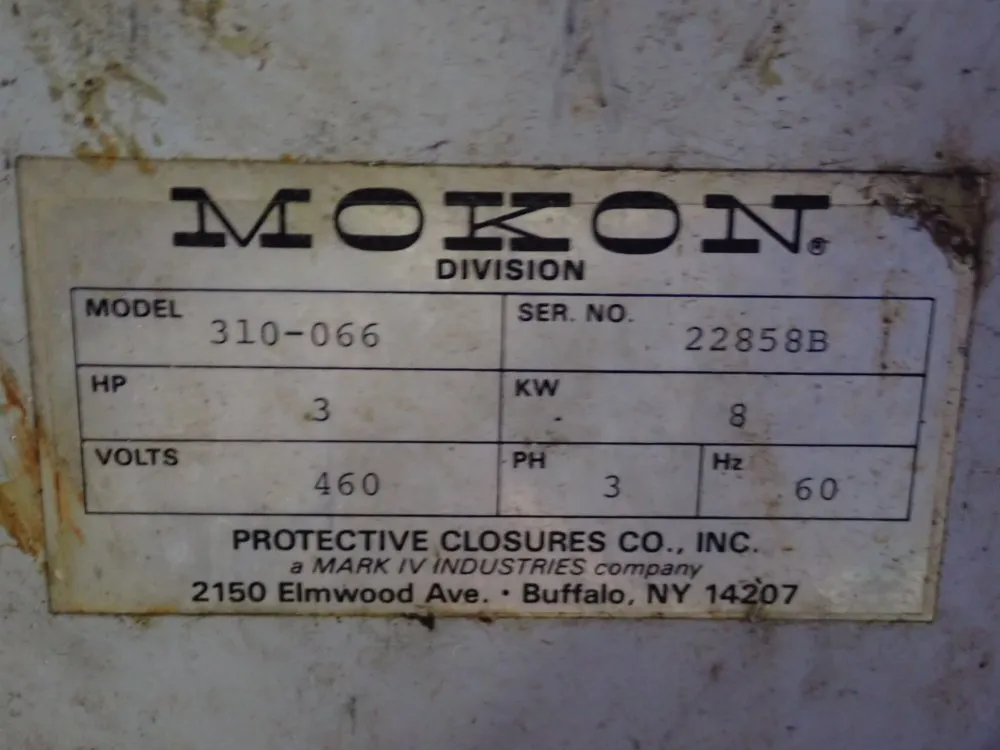 MOKON®
DIVISION
MODEL 310-066 SER. NO. 22858B
HP 3 KW 8
VOLTS 460 PH 3 Hz 60
PROTECTIVE CLOSURES CO., INC.
a MARK IV INDUSTRIES company
2150 Elmwood Ave. • Buffalo, NY 14207